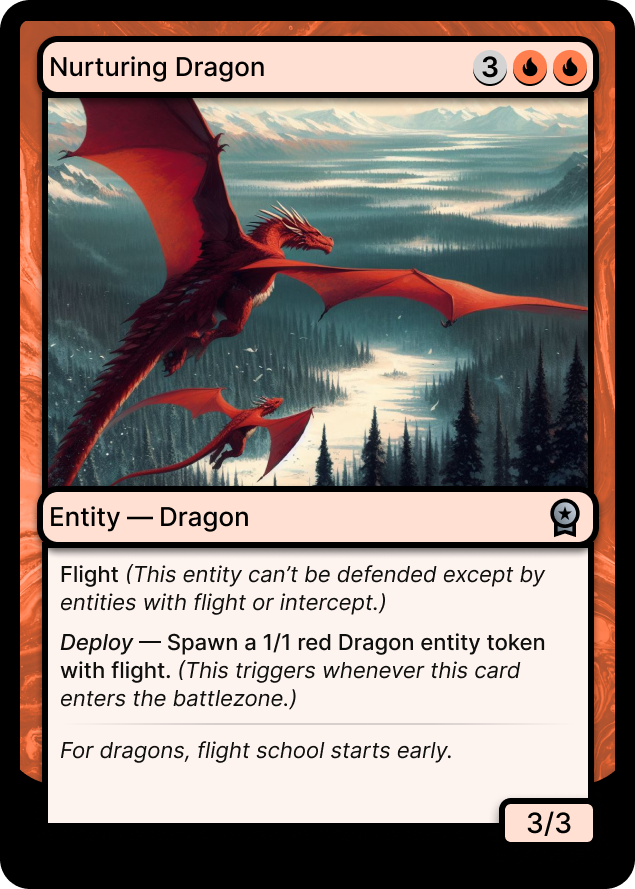 Nurturing Dragon 3
Entity — Dragon
Flight (This entity can’t be defended except by
entities with flight or intercept.)
Deploy — Spawn a 1/1 red Dragon entity token
with flight. (This triggers whenever this card
enters the battlezone.)
For dragons, flight school starts early.
3/3